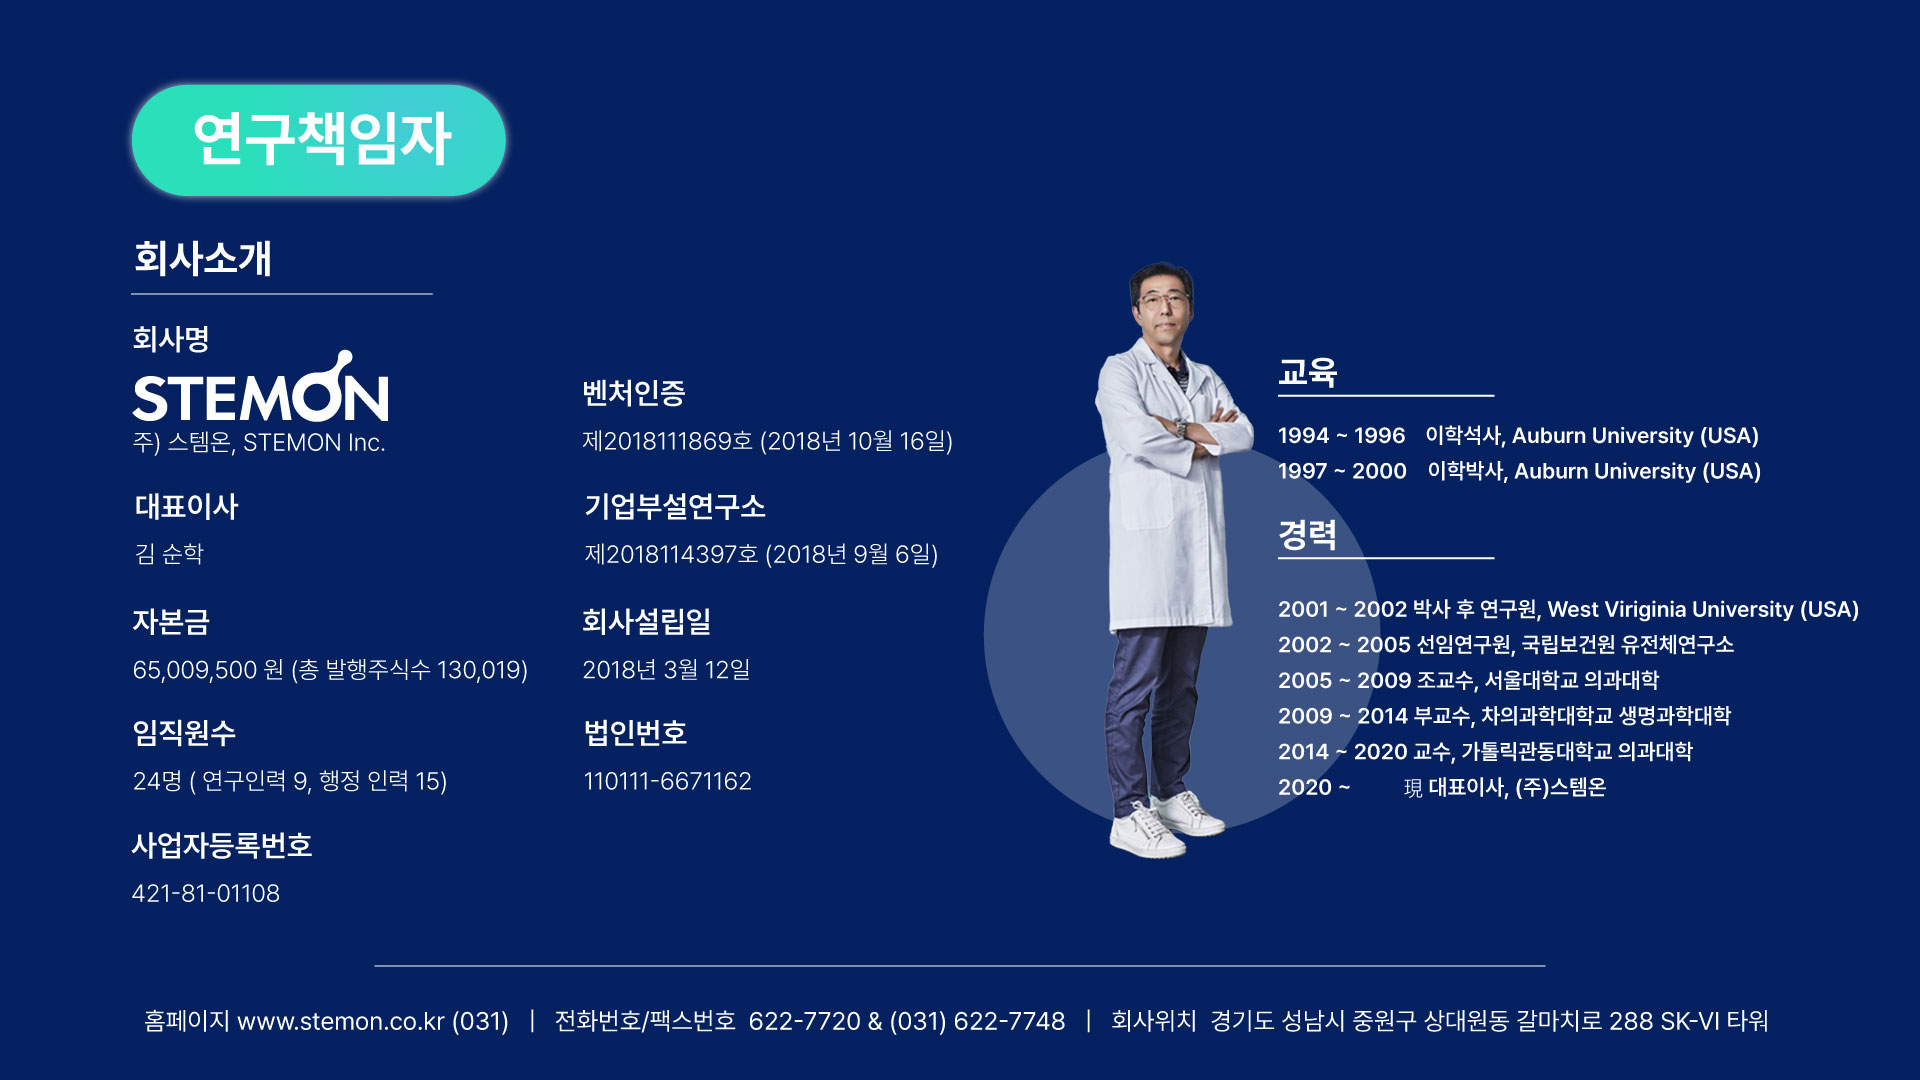 연구책임자
회사소개
회사명
STEMON
주) 스템온, STEMON Inc.
대표이사
김 순학
자본금
65,009,500 원 (총 발행주식수 130,019)
임직원수
24명 ( 연구인력 9, 행정 인력 15)
사업자등록번호
421-81-01108
벤처인증
제2018111869호 (2018년 10월 16일)
기업부설연구소
제2018114397호 (2018년 9월 6일)
회사설립일
2018년 3월 12일
법인번호
110111-6671162
교육
1994 ~ 1996 이학석사, Auburn University (USA)
1997 ~ 2000 이학박사, Auburn University (USA)
경력
2001 ~ 2002 박사 후 연구원, West Viriginia University (USA)
2002 ~ 2005 선임연구원, 국립보건원 유전체연구소
2005 ~ 2009 조교수, 서울대학교 의과대학
2009 ~ 2014 부교수, 차의과학대학교 생명과학대학
2014 ~ 2020 교수, 가톨릭관동대학교 의과대학
2020 ~ 現 대표이사, (주)스템온
홈페이지 www.stemon.co.kr (031) | 전화번호/팩스번호 622-7720 & (031) 622-7748 | 회사위치 경기도 성남시 중원구 상대원동 갈마치로 288 SK-VI 타워